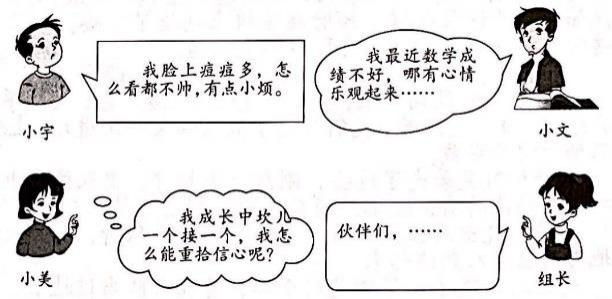 我脸上痘痘多，怎
么看都不帅，有点小烦。
小宇
我最近数学成
绩不好，哪有心情
乐观起来……
小文
我成长中坎儿
一个接一个，我怎
么能重拾信心呢？
小美
伙伴们，……
组长